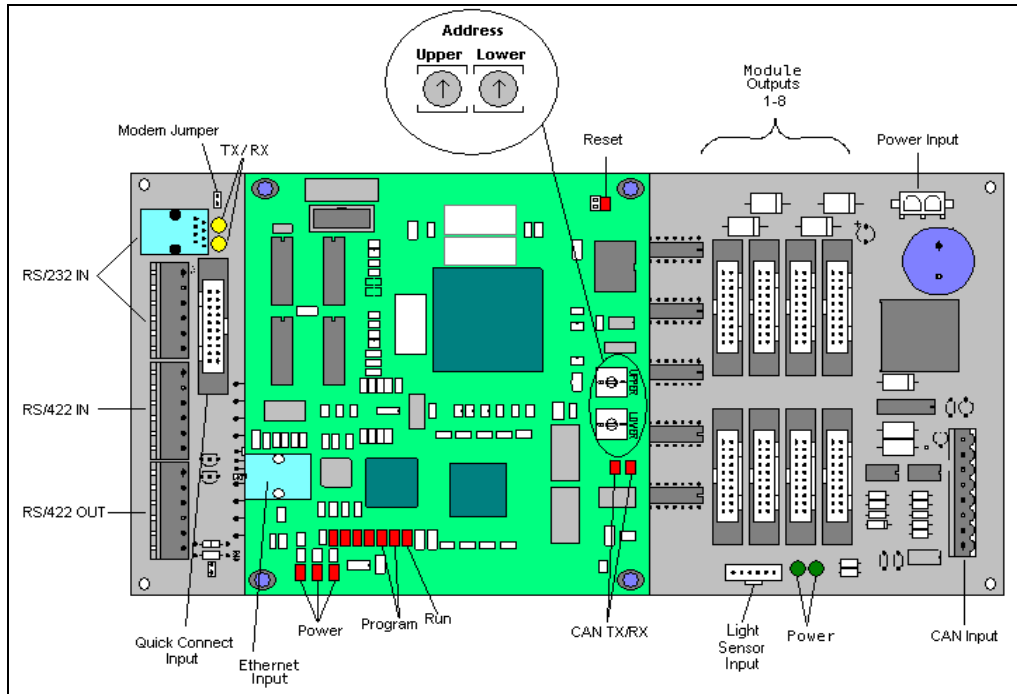 Address
Upper Lower
Module
Outputs
1-8
Modem Jumper
TX/RX
Reset
Power Input
RS/232 IN
RS/422 IN
RS/422 OUT
UPPER
LOWER
Quick Connect
Input
Ethernet
Input
Power
Program
Run
CAN TX/RX
Light
Sensor
Input
Power
CAN Input